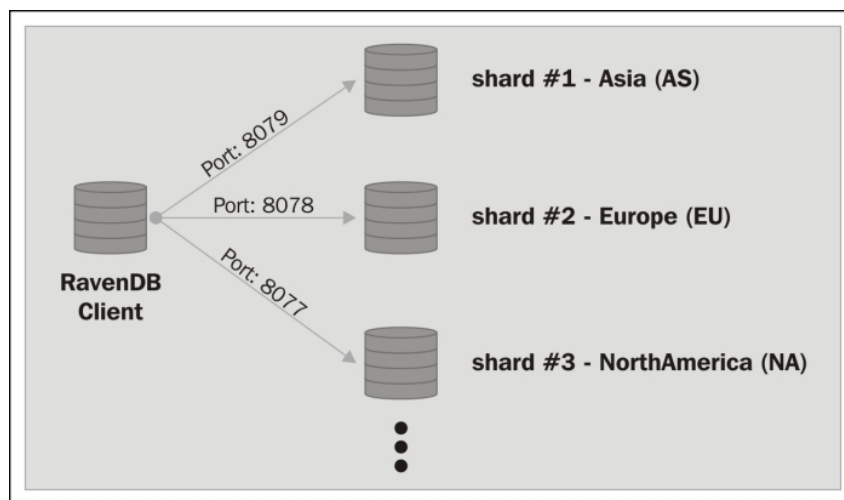 shard #1 - Asia (AS)
Port: 8079
Port: 8078
shard #2 - Europe (EU)
RavenDB
Client
Port: 8077
shard #3 - NorthAmerica (NA)